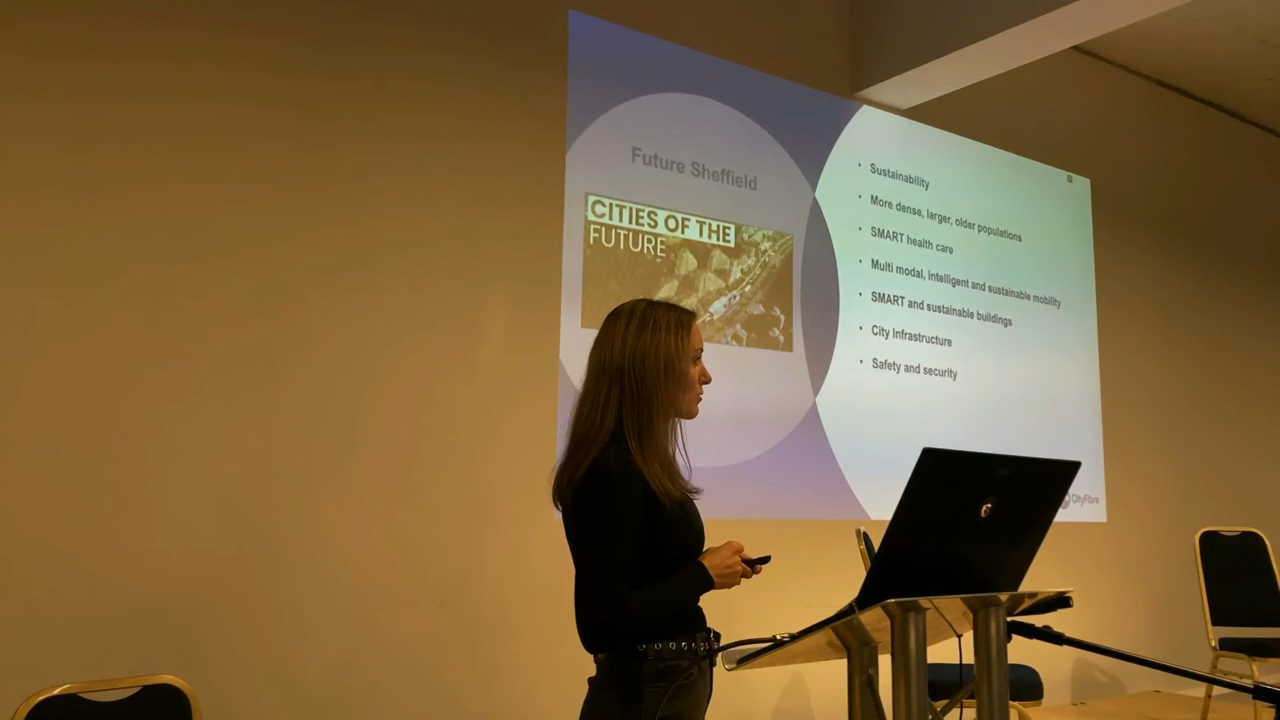 Future Sheffield
CITIES OF THE
FUTURE
• Sustainability
• More dense, larger, older populations
• SMART health care
• Multi modal, intelligent and sustainable mobility
• SMART and sustainable buildings
• City Infrastructure
• Safety and security
CityFibre